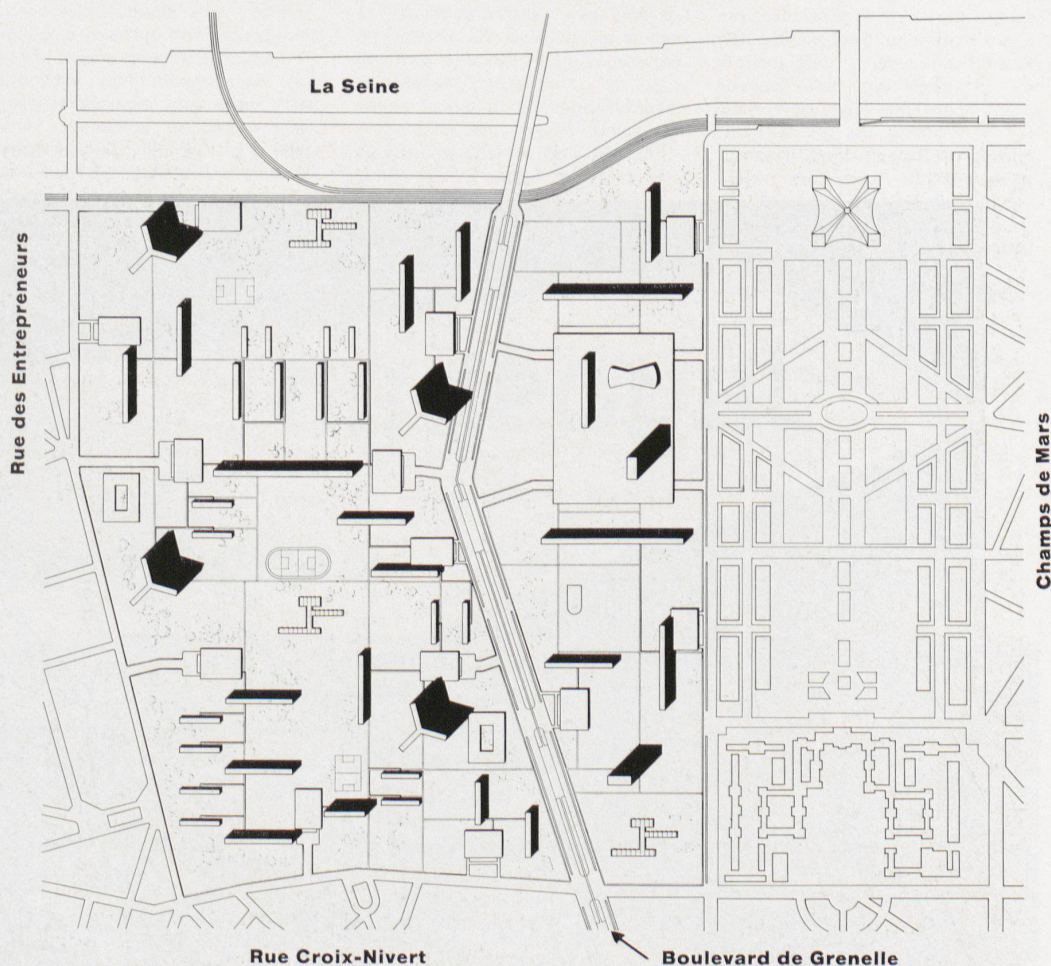 La Seine
Rue des Entrepreneurs
Champs de Mars
Rue Croix-Nivert
Boulevard de Grenelle